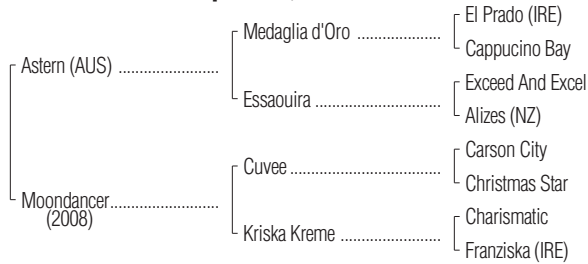 El Prado (IRE)
Medaglia d'Oro ..................
Cappucino Bay
Astern (AUS) ......................
Exceed And Excel
Essaouira ..........................
Alizes (NZ)
Carson City
Cuvee ................................
Christmas Star
Moondancer........................
(2008)
Charismatic
Kriska Kreme .....................
Franziska (IRE)